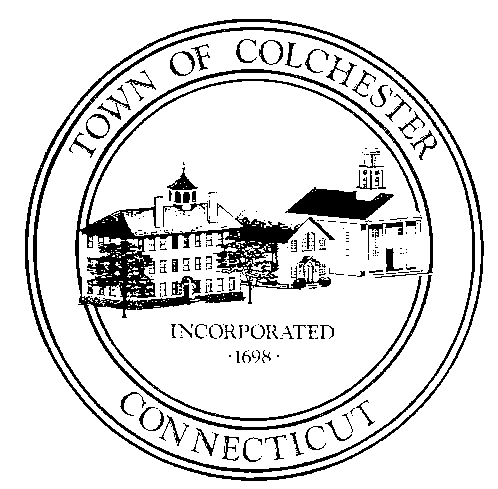 TOWN OF COLCHESTER
INCORPORATED
·1698·
CONNECTICUT